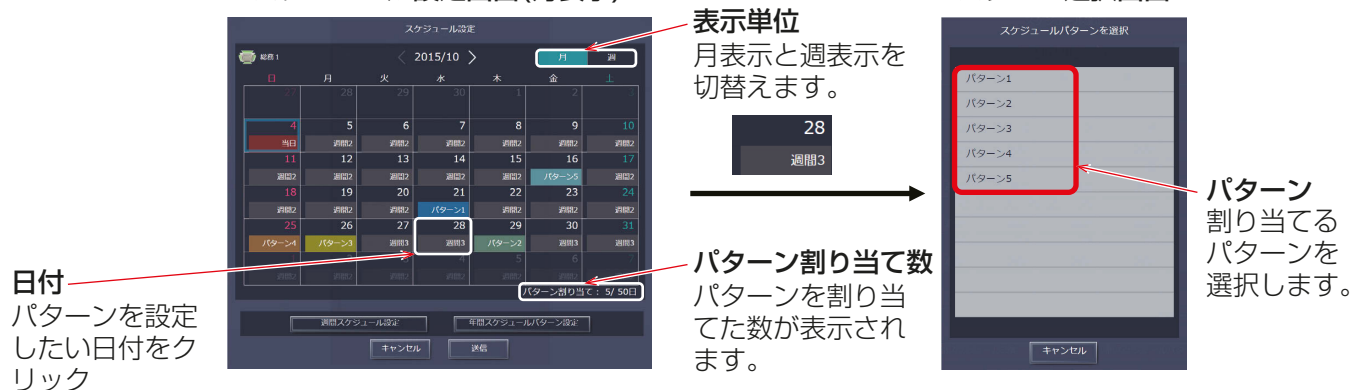 スケジュール設定
総務1
2015/10
月 週
日 月 火 水 木 金 土
27 28 29 30 1 2
4 5 6 7 8 9 10
当日 週間2 週間2 週間2 週間2 週間2 週間2
11 12 13 14 15 16 17
週間2 週間2 週間2 週間2 週間2 パターン5 週間2
18 19 20 21 22 23 24
週間2 週間2 週間2 パターン1 週間2 週間2 週間2
25 26 27 28 29 30 31
パターン4 パターン3 週間3 週間3 パターン2 週間3 週間3
4 5 6 7
パターン割り当て： 5/ 50日
週間スケジュール設定 年間スケジュールパターン設定
キャンセル 送信
日付
パターンを設定
したい日付をク
リック
表示単位
月表示と週表示を
切替えます。
28
週間3
パターン割り当て数
パターンを割り当
てた数が表示され
ます。
スケジュールパターンを選択
パターン1
パターン2
パターン3
パターン4
パターン5
キャンセル
パターン
割り当てる
パターンを
選択します。